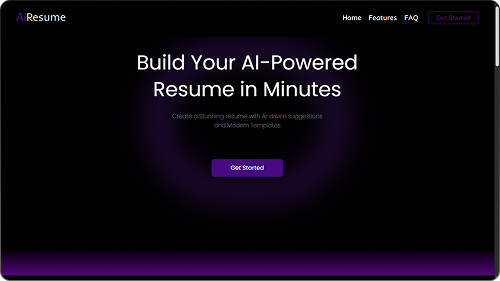 AiResume
Home Features FAQ Get Started
Build Your AI-Powered
Resume in Minutes
Create a Stunning resume with AI driven suggestions
and Modern Templates
Get Started